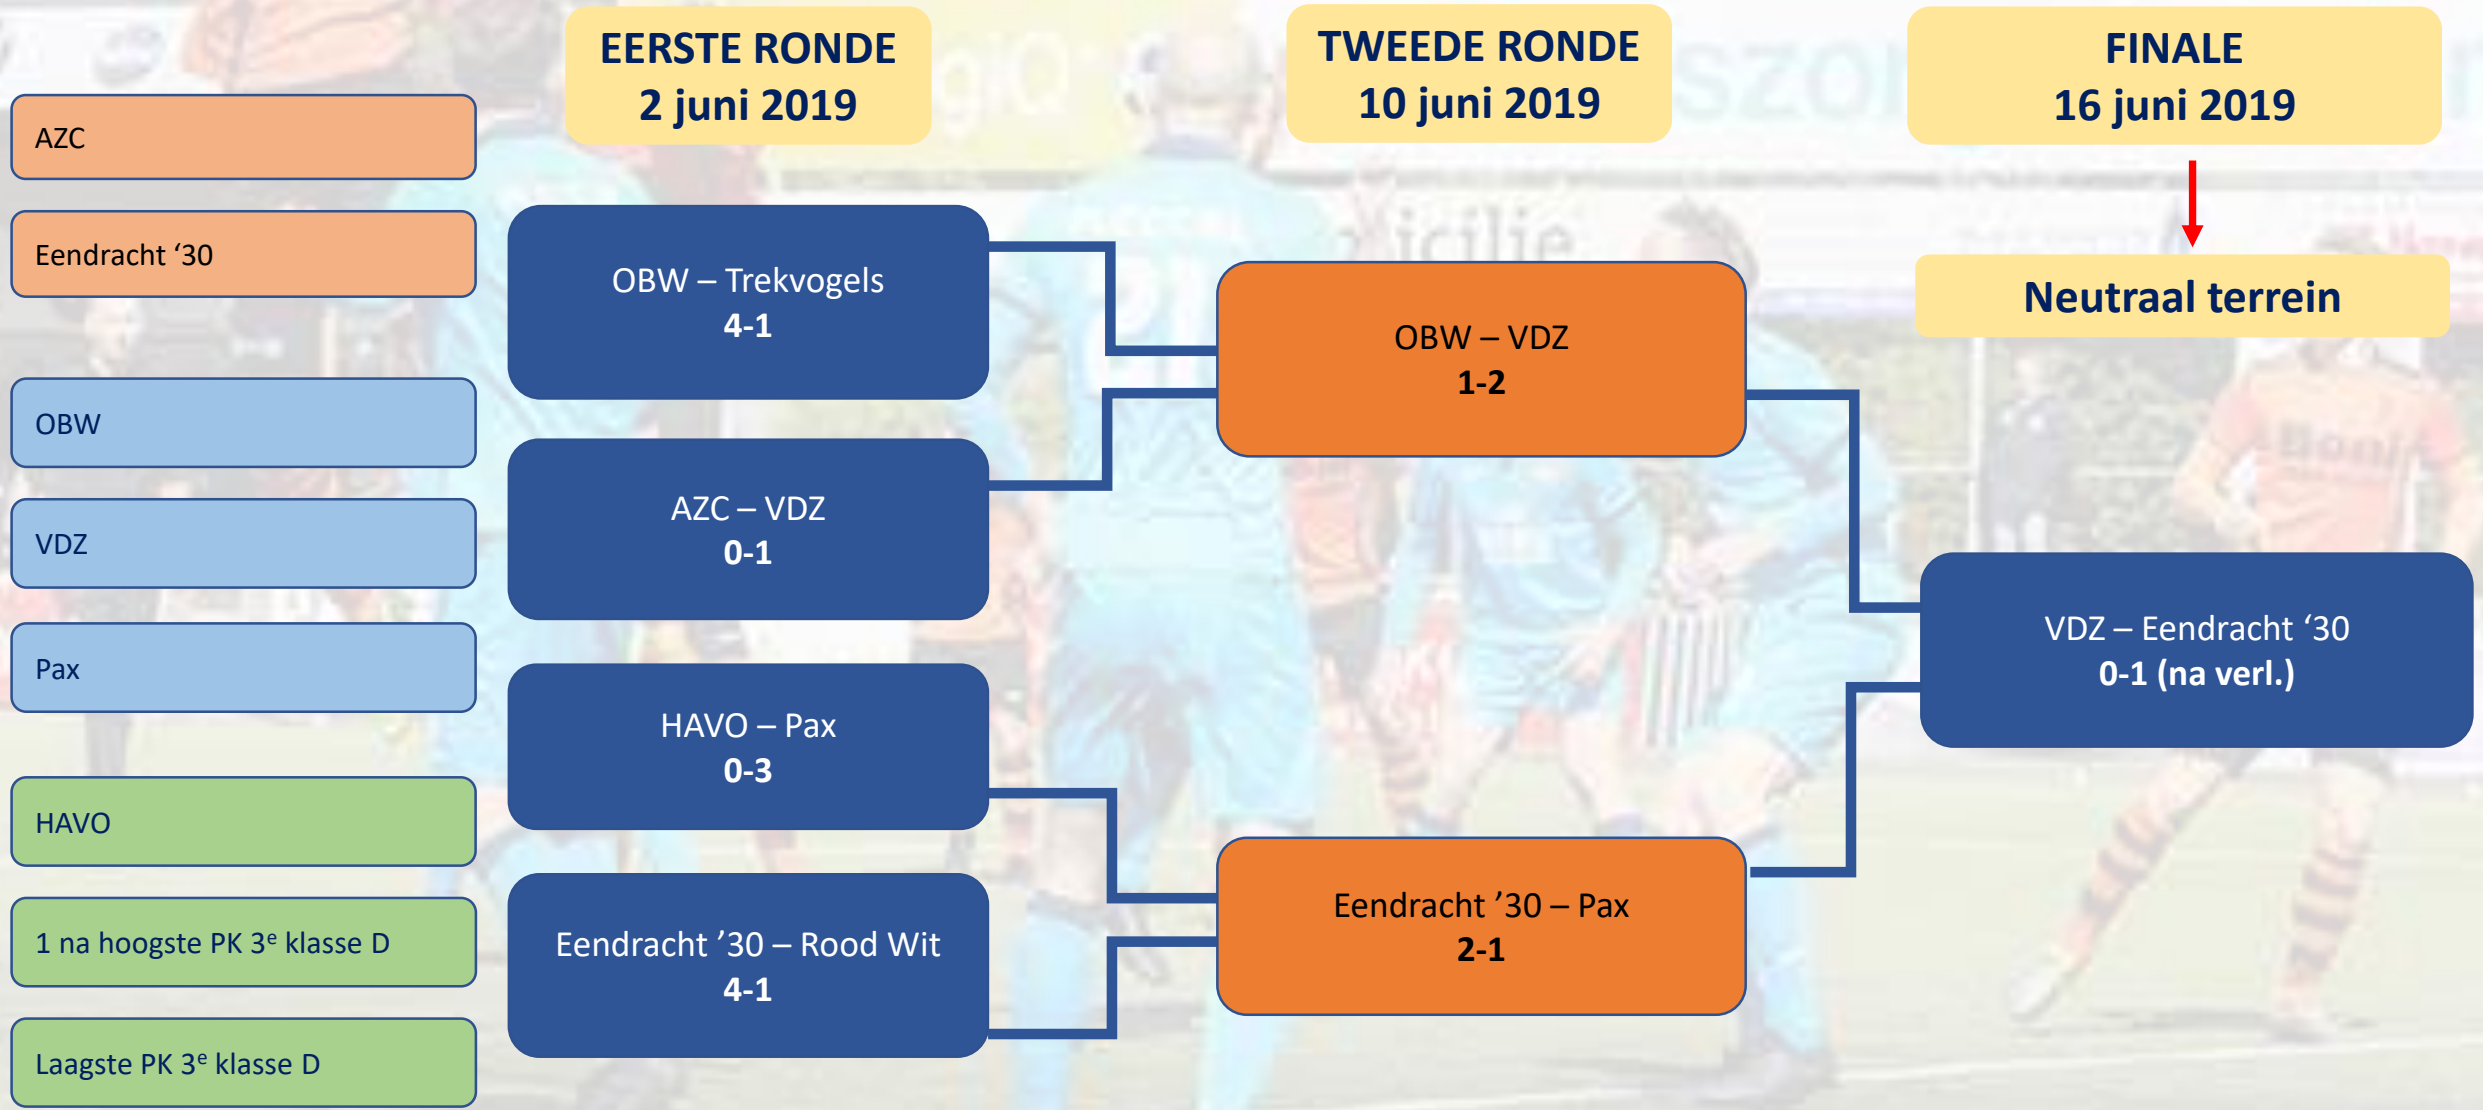 EERSTE RONDE
2 juni 2019
TWEEDE RONDE
10 juni 2019
FINALE
16 juni 2019
Neutraal terrein
AZC
Eendracht ‘30
OBW
VDZ
Pax
HAVO
1 na hoogste PK 3e klasse D
Laagste PK 3e klasse D
OBW – Trekvogels
4-1
AZC – VDZ
0-1
HAVO – Pax
0-3
Eendracht ’30 – Rood Wit
4-1
OBW – VDZ
1-2
Eendracht ’30 – Pax
2-1
VDZ – Eendracht ‘30
0-1 (na verl.)